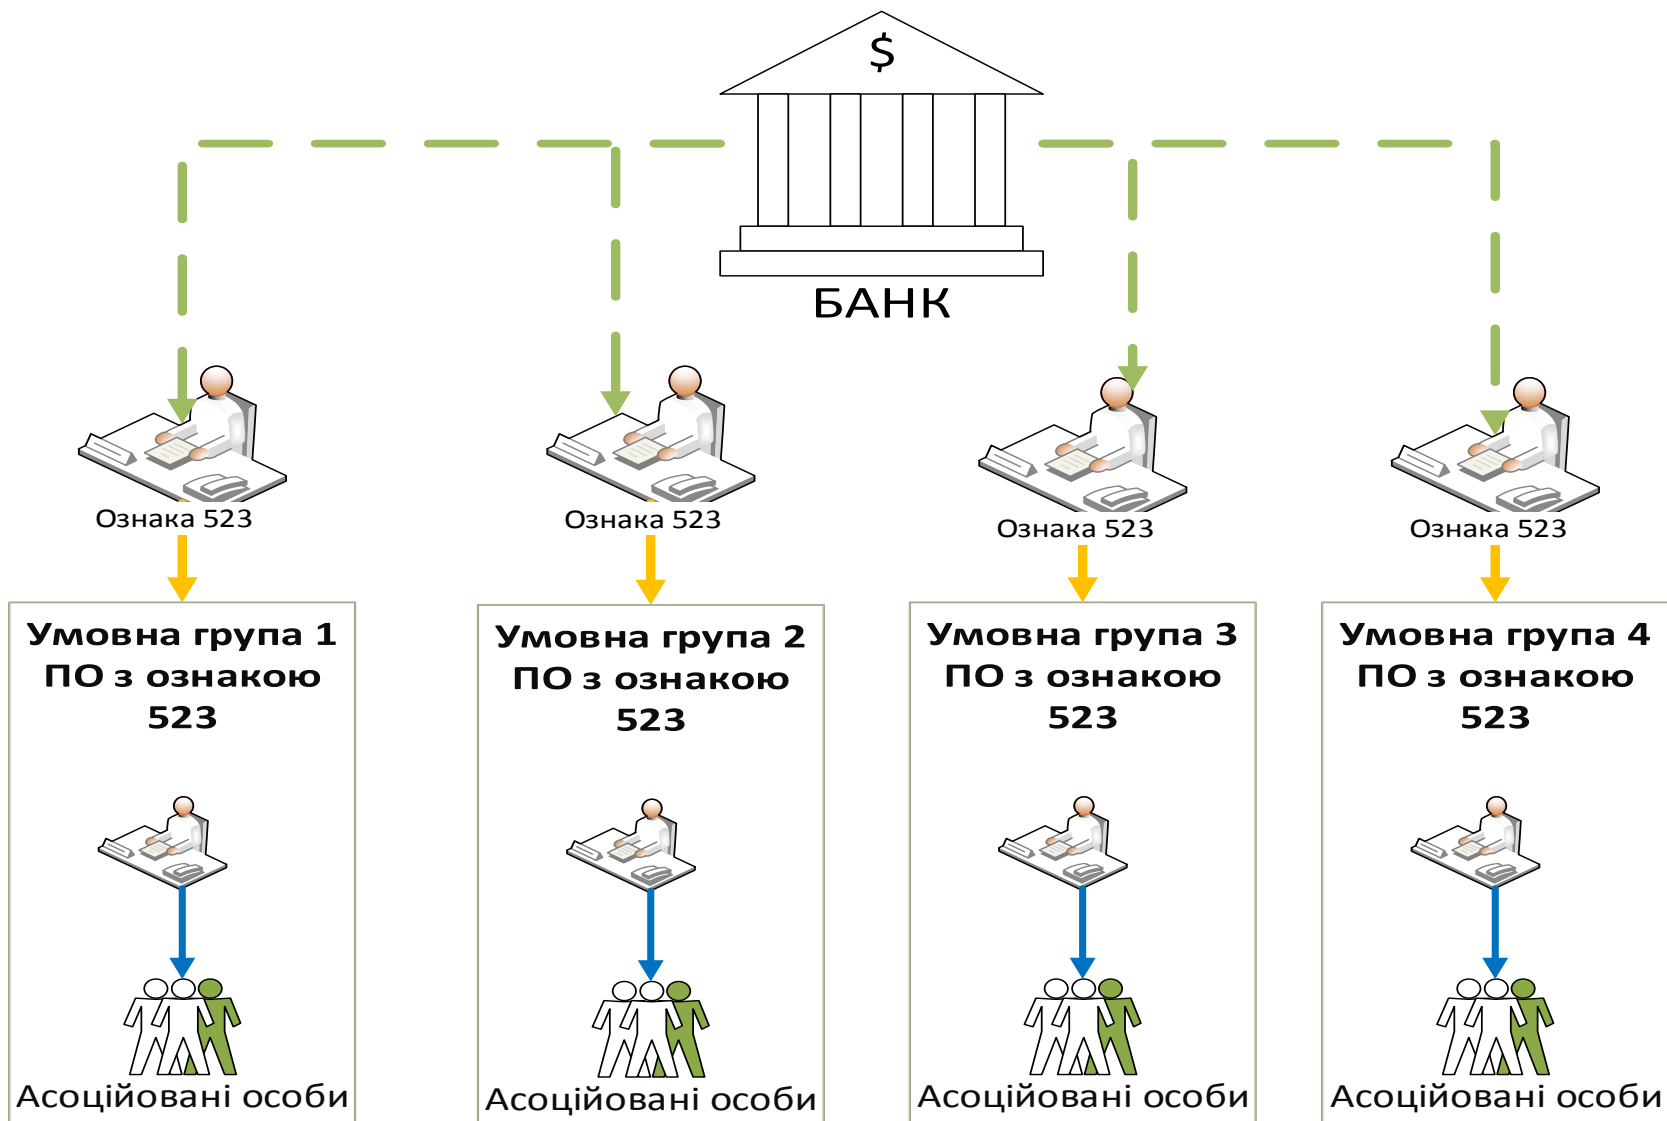 $
БАНК
Ознака 523
Ознака 523
Ознака 523
Ознака 523
Умовна група 1
ПО з ознакою
523
Асоційовані особи
Умовна група 2
ПО з ознакою
523
Асоційовані особи
Умовна група 3
ПО з ознакою
523
Асоційовані особи
Умовна група 4
ПО з ознакою
523
Асоційовані особи